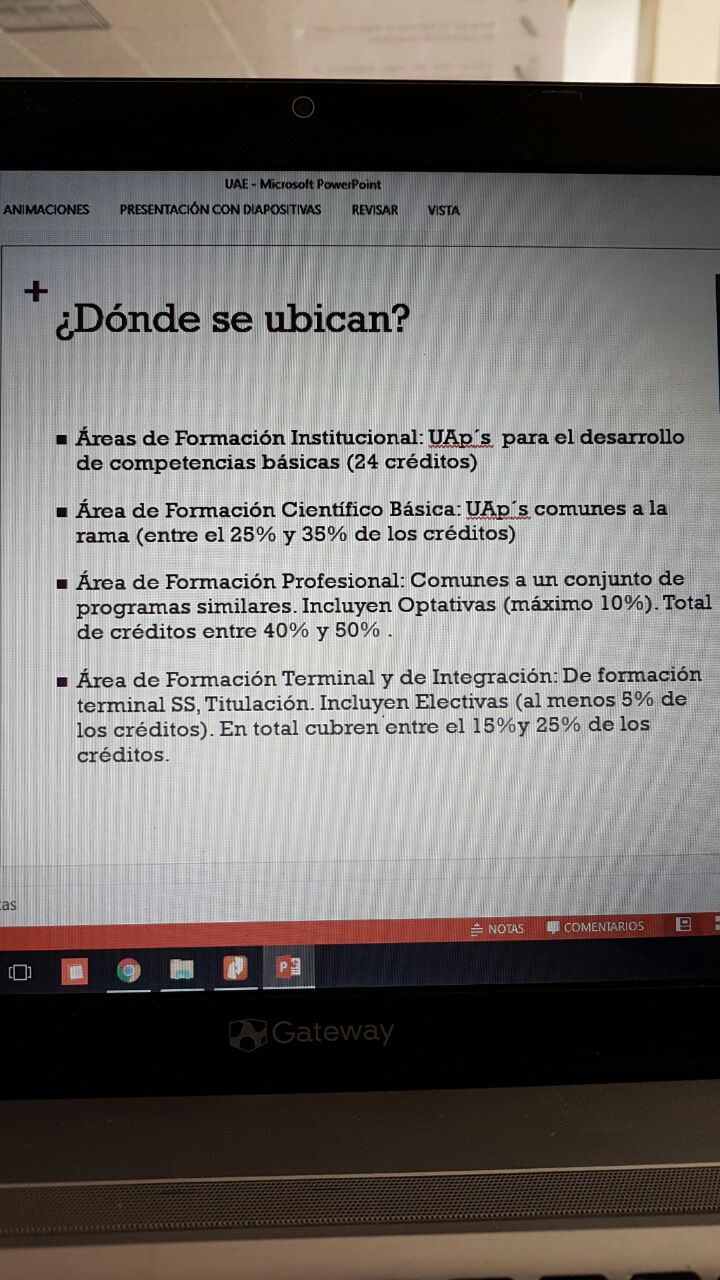 UAE - Microsoft PowerPoint
ANIMACIONES PRESENTACIÓN CON DIAPOSITIVAS REVISAR VISTA
+
¿Dónde se ubican?
▪ Áreas de Formación Institucional: UAp´s para el desarrollo
de competencias básicas (24 créditos)
▪ Área de Formación Científico Básica: UAp´s comunes a la
rama (entre el 25% y 35% de los créditos)
▪ Área de Formación Profesional: Comunes a un conjunto de
programas similares. Incluyen Optativas (máximo 10%). Total
de créditos entre 40% y 50% .
▪ Área de Formación Terminal y de Integración: De formación
terminal SS, Titulación. Incluyen Electivas (al menos 5% de
los créditos). En total cubren entre el 15%y 25% de los
créditos.
NOTAS COMENTARIOS
Gateway